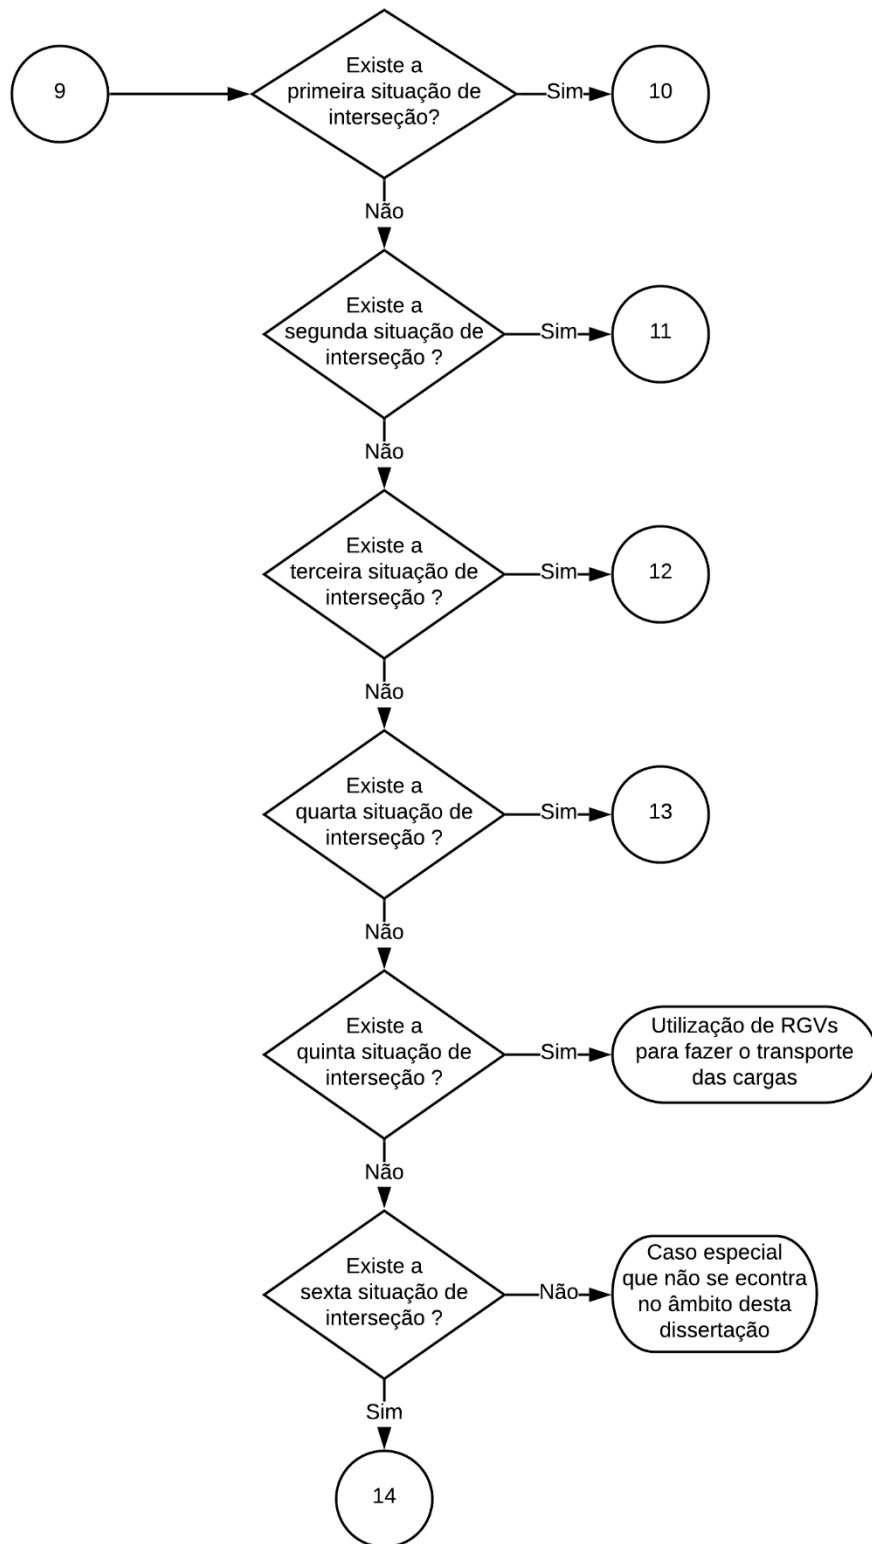 9
Existe a
primeira situação de
interseção?
Sim
10
Não
Existe a
segunda situação de
interseção ?
Sim
11
Não
Existe a
terceira situação de
interseção ?
Sim
12
Não
Existe a
quarta situação de
interseção ?
Sim
13
Não
Existe a
quinta situação de
interseção ?
Sim
Utilização de RGVs
para fazer o transporte
das cargas
Não
Existe a
sexta situação de
interseção ?
Não
Caso especial
que não se econtra
no âmbito desta
dissertação
Sim
14